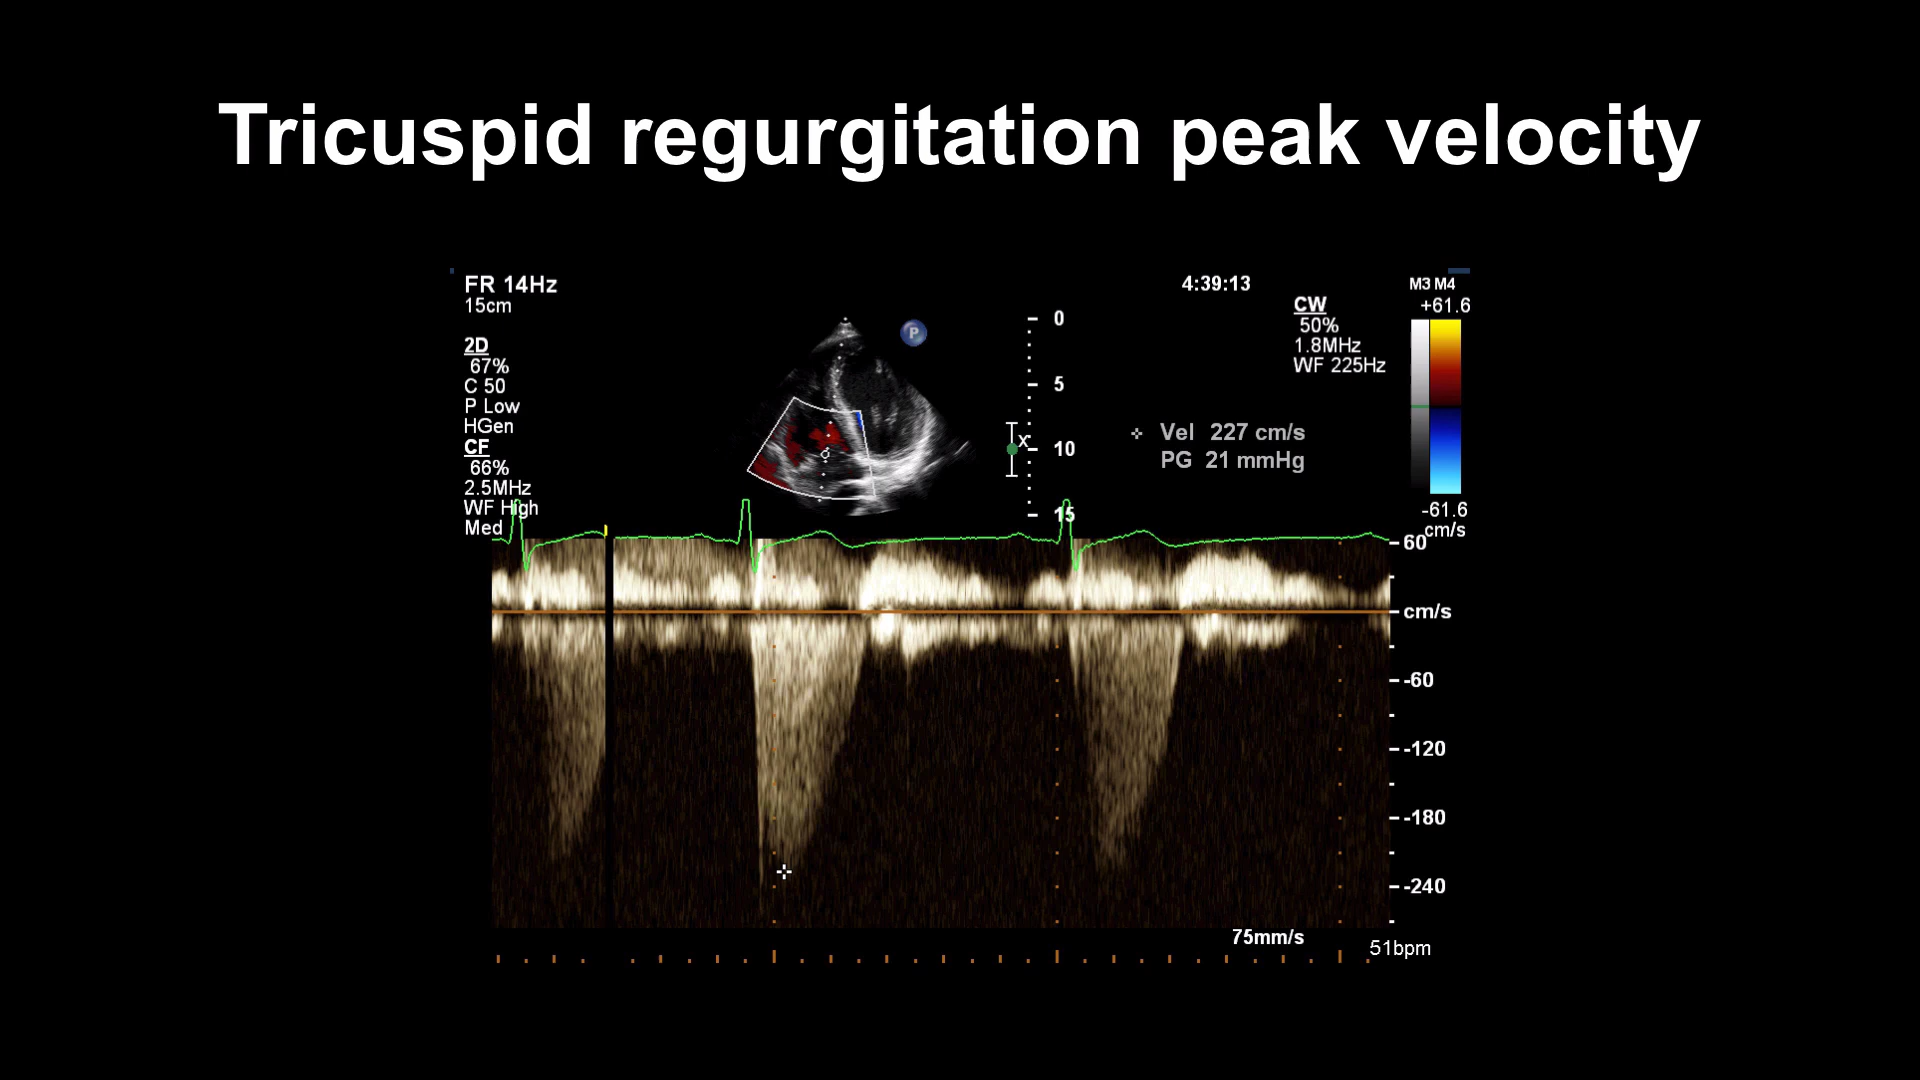 Tricuspid regurgitation peak velocity
FR 14Hz
15cm
2D
67%
C 50
P Low
HGen
CF
66%
2.5MHz
WF High
Med
P
0
5
x
10
15
4:39:13
CW
50%
1.8MHz
WF 225Hz
M3 M4
+61.6
-61.6
cm/s
Vel 227 cm/s
PG 21 mmHg
60
cm/s
-60
-120
-180
-240
75mm/s
51bpm